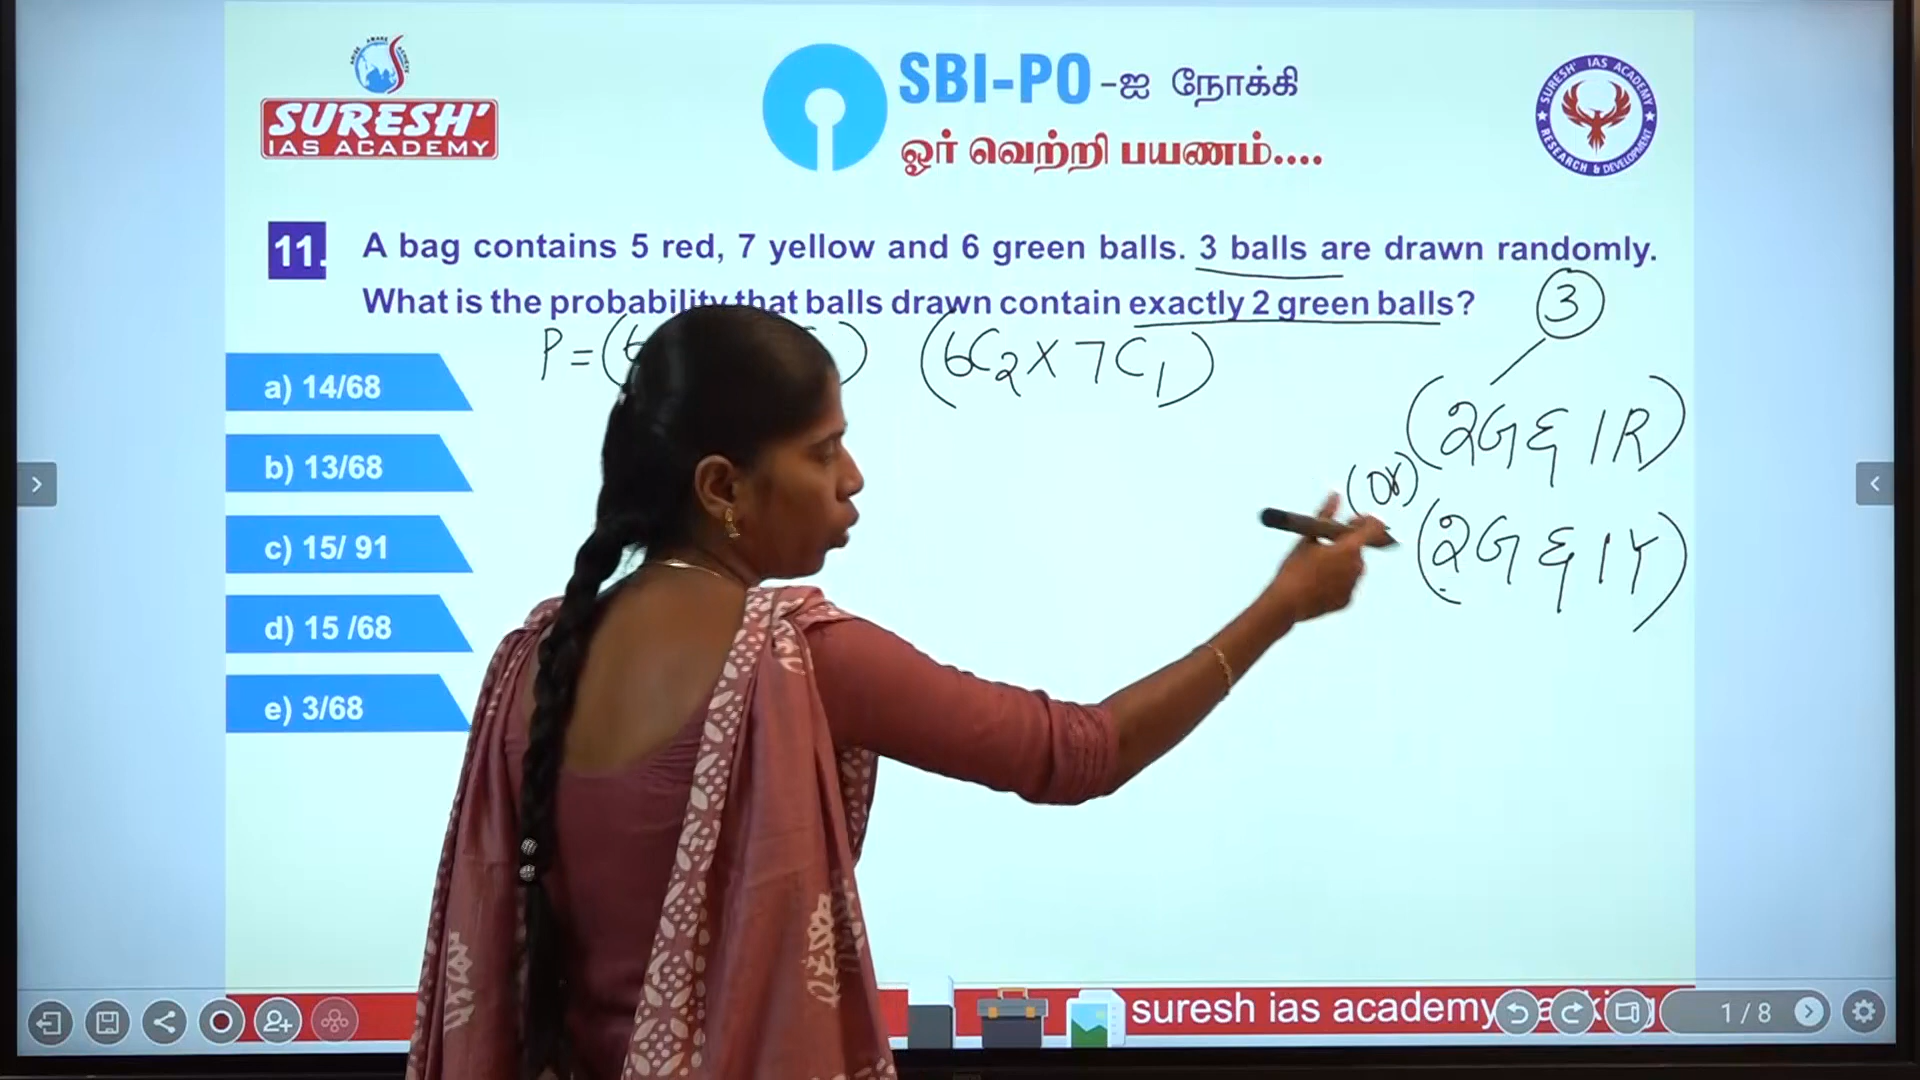 SURESH'
IAS ACADEMY
SBI-PO -ஐ நோக்கி
ஓர் வெற்றி பயணம்....
SURESH' IAS ACADEMY
RESEARCH & DEVELOPMENT
11. A bag contains 5 red, 7 yellow and 6 green balls. 3 balls are drawn randomly.
What is the probability that balls drawn contain exactly 2 green balls?
3
P = ( ) (6C2 X 7C1)
a) 14/68
b) 13/68
c) 15/ 91
d) 15 /68
e) 3/68
(2G & 1R)
(or)
(2G & 1Y)
suresh ias academy
1 / 8